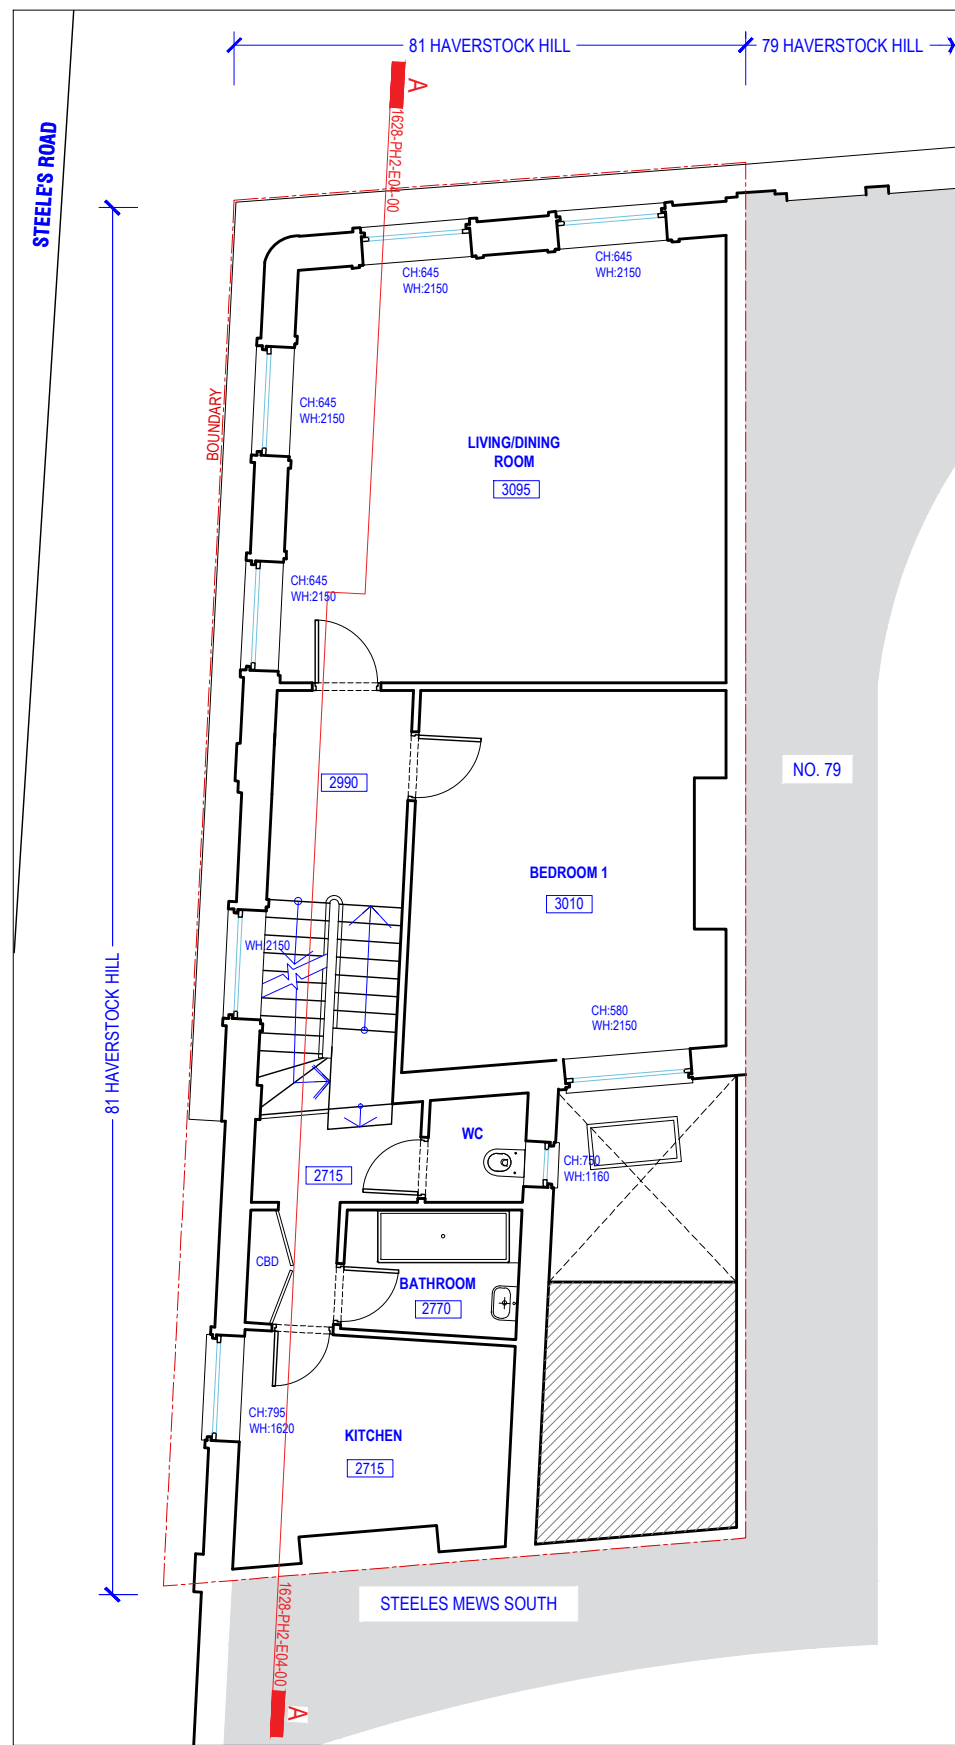 81 HAVERSTOCK HILL
79 HAVERSTOCK HILL
A
1628-PH2-E04-00
STEELE'S ROAD
CH:645
WH:2150
CH:645
WH:2150
BOUNDARY
CH:645
WH:2150
LIVING/DINING
ROOM
3095
CH:645
WH:2150
2990
NO. 79
BEDROOM 1
3010
WH:2150
81 HAVERSTOCK HILL
CH:580
WH:2150
WC
CH:750
WH:1160
2715
CBD
BATHROOM
2770
CH:795
WH:1620
KITCHEN
2715
STEELES MEWS SOUTH
1628-PH2-E04-00
A